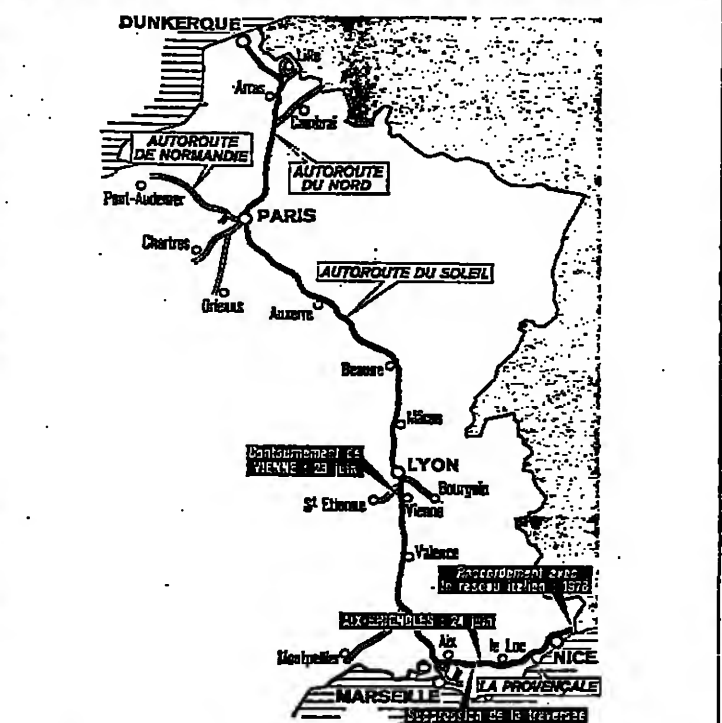 DUNKERQUE
Lille
Arras
Cambrai
AUTOROUTE
DE NORMANDIE
AUTOROUTE
DU NORD
Pont-Audemer
PARIS
Chartres
AUTOROUTE DU SOLEIL
Orléans
Auxerre
Beaune
Mâcon
Contournement de
VIENNE : 23 juin
LYON
Bourgoin
St Etienne
Vienne
Valence
Raccordement avec
le réseau italien : 1978
AIX-BRIGNOLES : 24 juin
Aix
le Luc
Montpellier
NICE
LA PROVENÇALE
MARSEILLE
Suppression de la traversée